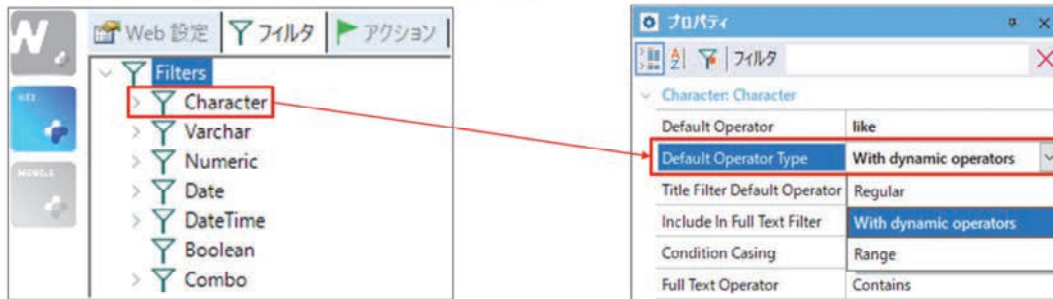 W
Web 設定
フィルタ
アクション
Filters
Character
WEB
Varchar
Numeric
Date
MOBILE
DateTime
Boolean
Combo
プロパティ
フィルタ
Character: Character
Default Operator
like
Default Operator Type
With dynamic operators
Title Filter Default Operator
Regular
Include In Full Text Filter
With dynamic operators
Condition Casing
Range
Full Text Operator
Contains